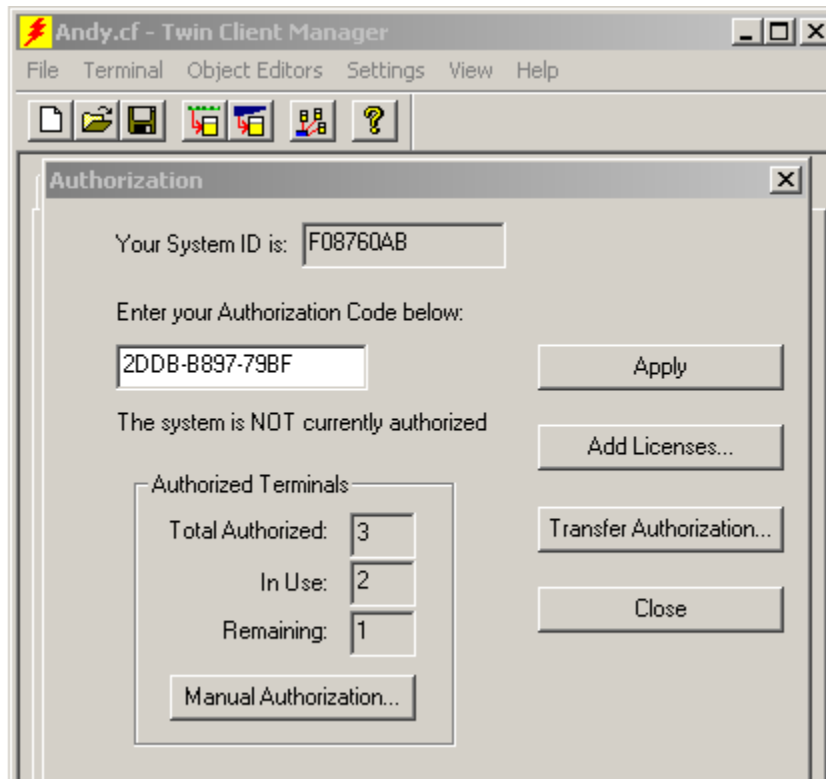 Andy.cf - Twin Client Manager
File Terminal Object Editors Settings View Help
Authorization
Your System ID is: F08760AB
Enter your Authorization Code below:
2DDB-B897-79BF
Apply
The system is NOT currently authorized
Add Licenses...
Authorized Terminals
Total Authorized: 3
Transfer Authorization...
In Use: 2
Close
Remaining: 1
Manual Authorization...